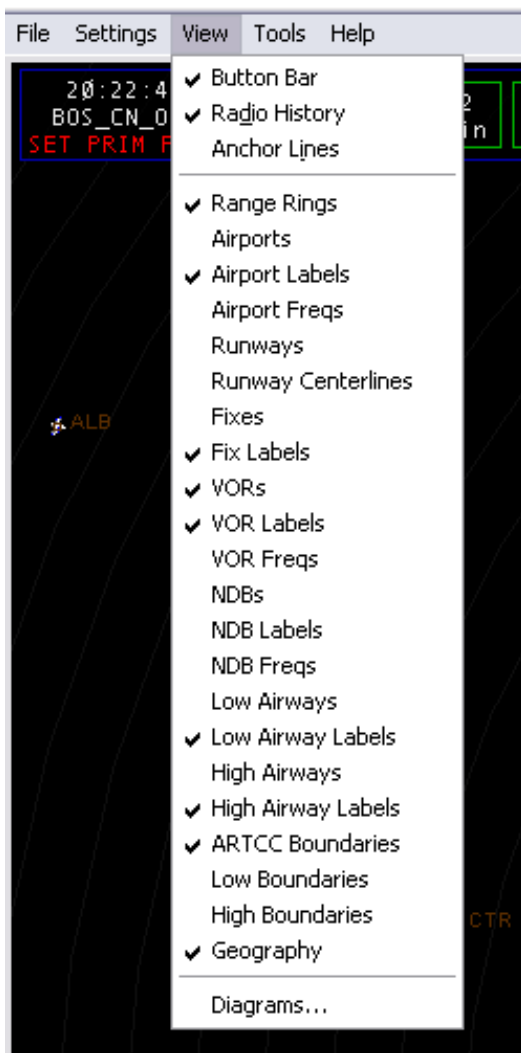 File Settings View Tools Help
20:22:4
BOS_CN_O
SET PRIM F
2
in
Button Bar
Radio History
Anchor Lines
Range Rings
Airports
Airport Labels
Airport Freqs
Runways
Runway Centerlines
Fixes
ALB
Fix Labels
VORs
VOR Labels
VOR Freqs
NDBs
NDB Labels
NDB Freqs
Low Airways
Low Airway Labels
High Airways
High Airway Labels
ARTCC Boundaries
Low Boundaries
High Boundaries
CTR
Geography
Diagrams...